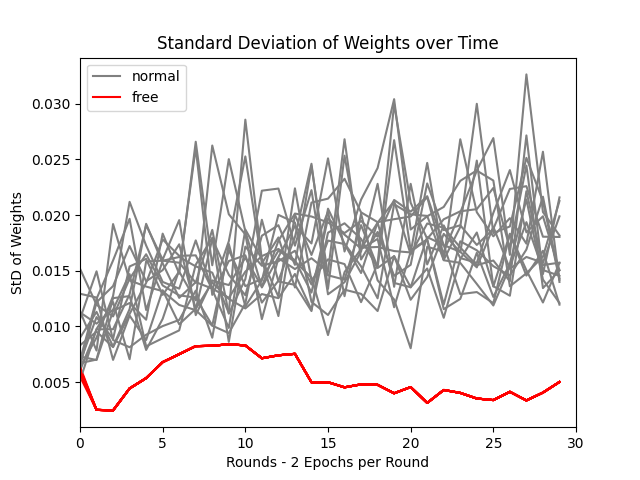 Standard Deviation of Weights over Time
normal
free
StD of Weights
0.030
0.025
0.020
0.015
0.010
0.005
0 5 10 15 20 25 30
Rounds - 2 Epochs per Round